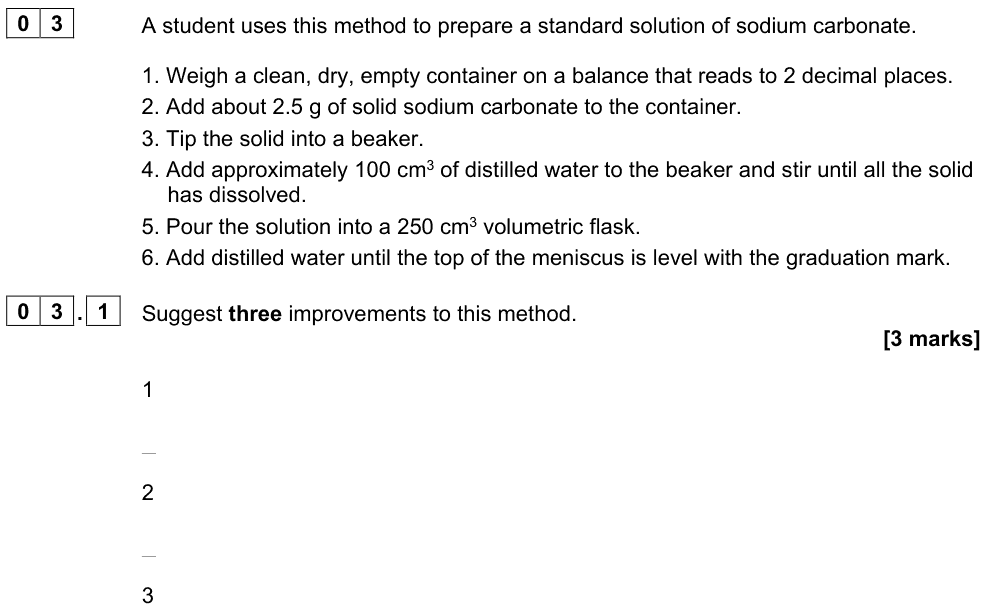 0 3 A student uses this method to prepare a standard solution of sodium carbonate.
1. Weigh a clean, dry, empty container on a balance that reads to 2 decimal places.
2. Add about 2.5 g of solid sodium carbonate to the container.
3. Tip the solid into a beaker.
4. Add approximately 100 cm³ of distilled water to the beaker and stir until all the solid
has dissolved.
5. Pour the solution into a 250 cm³ volumetric flask.
6. Add distilled water until the top of the meniscus is level with the graduation mark.
0 3 . 1 Suggest three improvements to this method.
[3 marks]
1
2
3